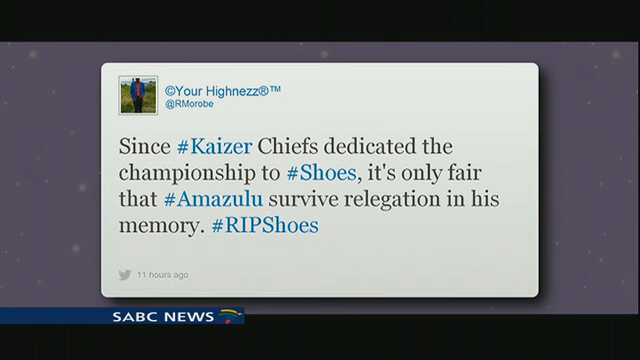 ©Your Highnezz®™
@RMorobe
Since #Kaizer Chiefs dedicated the
championship to #Shoes, it's only fair
that #Amazulu survive relegation in his
memory. #RIPShoes
11 hours ago
SABC NEWS